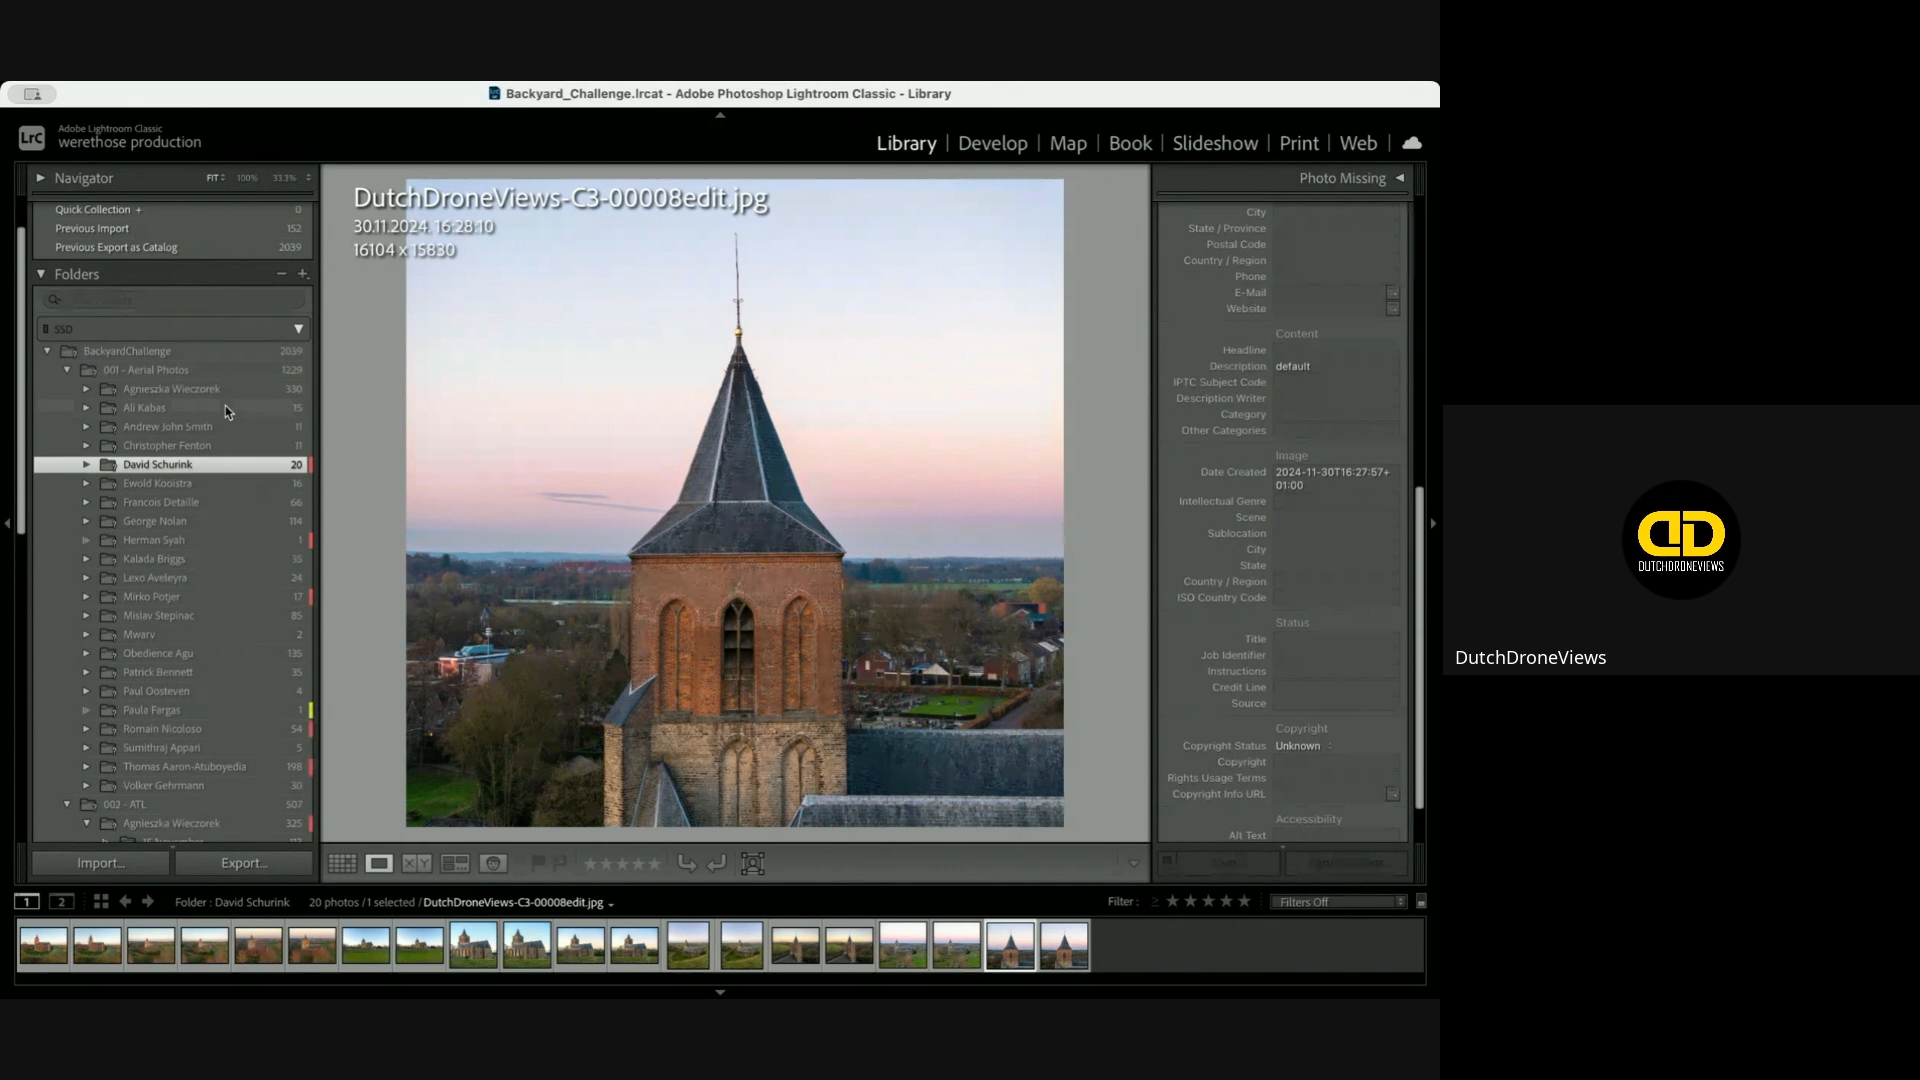 Backyard_Challenge.lrcat - Adobe Photoshop Lightroom Classic - Library
LrC
Adobe Lightroom Classic
werethose production
Library | Develop | Map | Book | Slideshow | Print | Web |
Navigator FIT 100% 33.3%
Quick Collection + 0
Previous Import 152
Previous Export as Catalog 2039
Folders − +
SSD
BackyardChallenge 2039
001 - Aerial Photos 1229
Agnieszka Wieczorek 330
Ali Kabas 15
Andrew John Smith 11
Christopher Fenton 11
David Schurink 20
Ewold Kooistra 16
Francois Detaille 66
George Nolan 114
Herman Syah 1
Kalada Briggs 55
Lexo Aveleyra 24
Mirko Potjer 17
Mislav Stepinac 85
Mwarv 2
Obedience Agu 135
Patrick Bennett 35
Paul Oosteven 4
Paula Fargas 1
Romain Nicoloso 54
Sumithraj Appari 5
Thomas Aaron-Atuboyedia 198
Volker Gehrmann 30
002 - ATL 507
Agnieszka Wieczorek 325
Import...
Export...
DutchDroneViews-C3-00008edit.jpg
30.11.2024. 16:28:10
16104 x 15830
Photo Missing
City
State / Province
Postal Code
Country / Region
Phone
E-Mail
Website
Content
Headline
Description default
IPTC Subject Code
Description Writer
Category
Other Categories
Image
Date Created 2024-11-30T16:27:57+
01:00
Intellectual Genre
Scene
Sublocation
City
State
Country / Region
ISO Country Code
Status
Title
Job Identifier
Instructions
Credit Line
Source
Copyright
Copyright Status Unknown
Copyright
Rights Usage Terms
Copyright Info URL
Accessibility
Alt Text
XY
1 2 Folder : David Schurink 20 photos / 1 selected / DutchDroneViews-C3-00008edit.jpg
Filter : ≥ ★ ★ ★ ★ ★ Filters Off
DUTCHDRONEVIEWS
DutchDroneViews